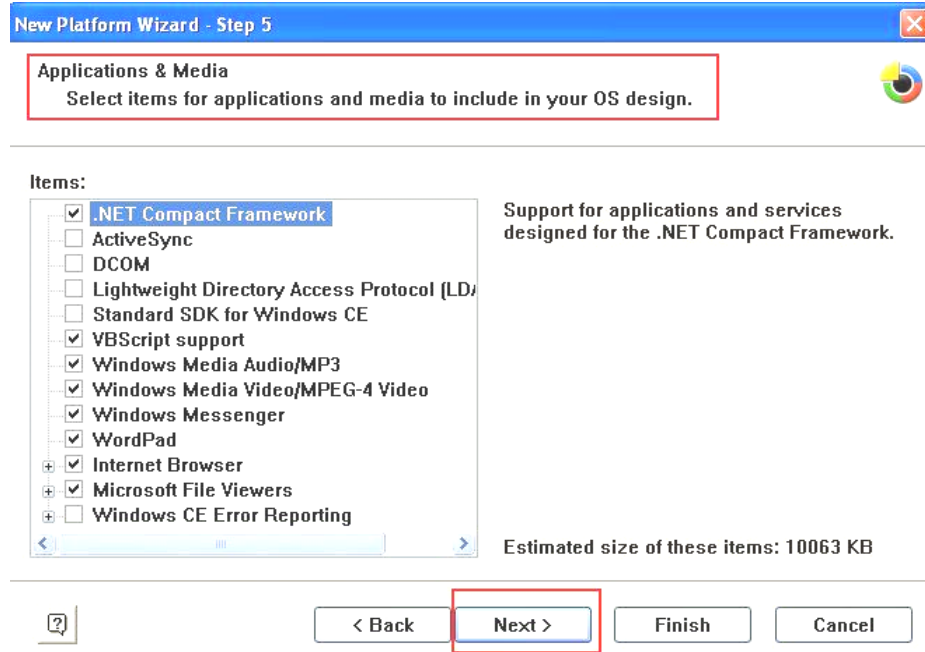 New Platform Wizard - Step 5
Applications & Media
Select items for applications and media to include in your OS design.
Items:
.NET Compact Framework
ActiveSync
DCOM
Lightweight Directory Access Protocol (LDA
Standard SDK for Windows CE
VBScript support
Windows Media Audio/MP3
Windows Media Video/MPEG-4 Video
Windows Messenger
WordPad
Internet Browser
Microsoft File Viewers
Windows CE Error Reporting
Support for applications and services
designed for the .NET Compact Framework.
Estimated size of these items: 10063 KB
< Back
Next >
Finish
Cancel